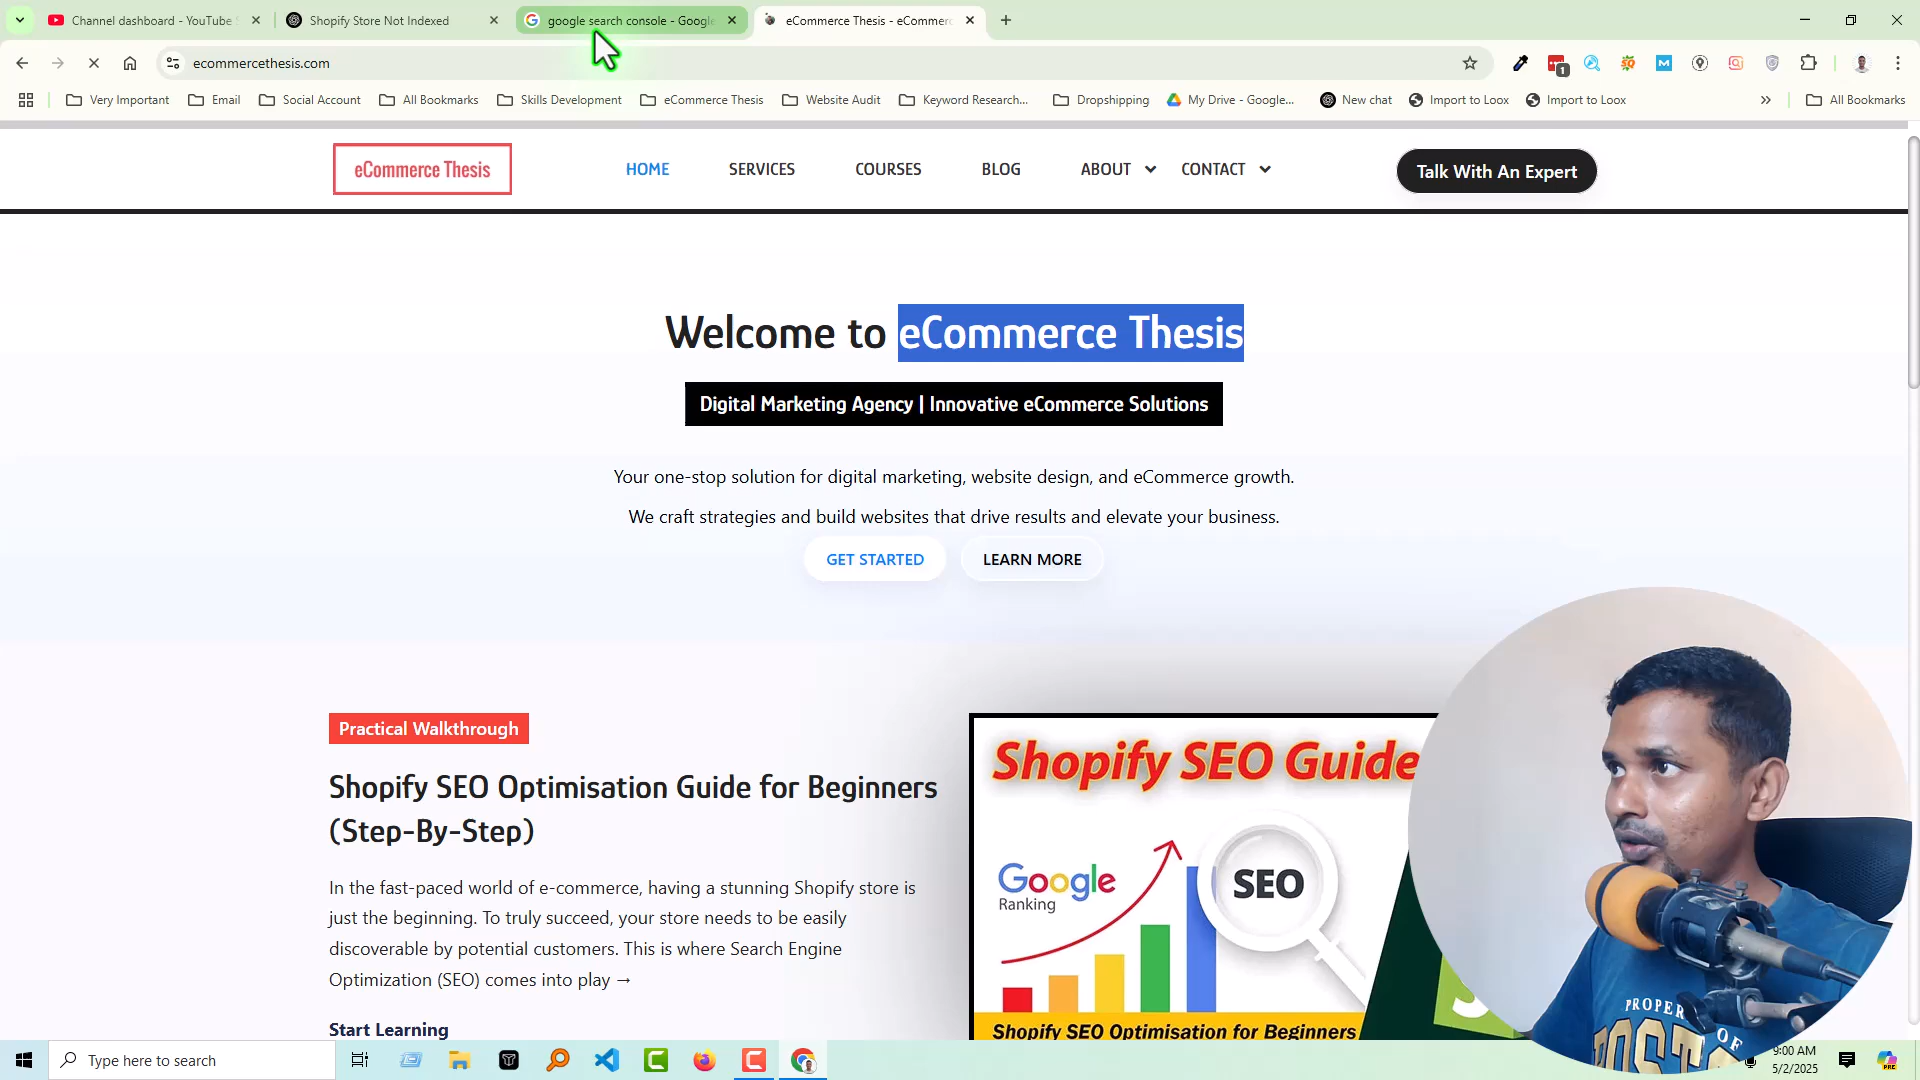 Channel dashboard - YouTube S
Shopify Store Not Indexed
google search console - Google
eCommerce Thesis - eCommerc
ecommercethesis.com
1
Very Important
Email
Social Account
All Bookmarks
Skills Development
eCommerce Thesis
Website Audit
Keyword Research...
Dropshipping
My Drive - Google...
New chat
Import to Loox
Import to Loox
All Bookmarks
eCommerce Thesis
HOME
SERVICES
COURSES
BLOG
ABOUT
CONTACT
Talk With An Expert
Welcome to eCommerce Thesis
Digital Marketing Agency | Innovative eCommerce Solutions
Your one-stop solution for digital marketing, website design, and eCommerce growth.
We craft strategies and build websites that drive results and elevate your business.
GET STARTED
LEARN MORE
Practical Walkthrough
Shopify SEO Optimisation Guide for Beginners
(Step-By-Step)
In the fast-paced world of e-commerce, having a stunning Shopify store is
just the beginning. To truly succeed, your store needs to be easily
discoverable by potential customers. This is where Search Engine
Optimization (SEO) comes into play →
Start Learning
Shopify SEO Guide
Google
Ranking
SEO
Shopify SEO Optimisation for Beginners
PROPER
OF
POST
Type here to search
9:00 AM
5/2/2025